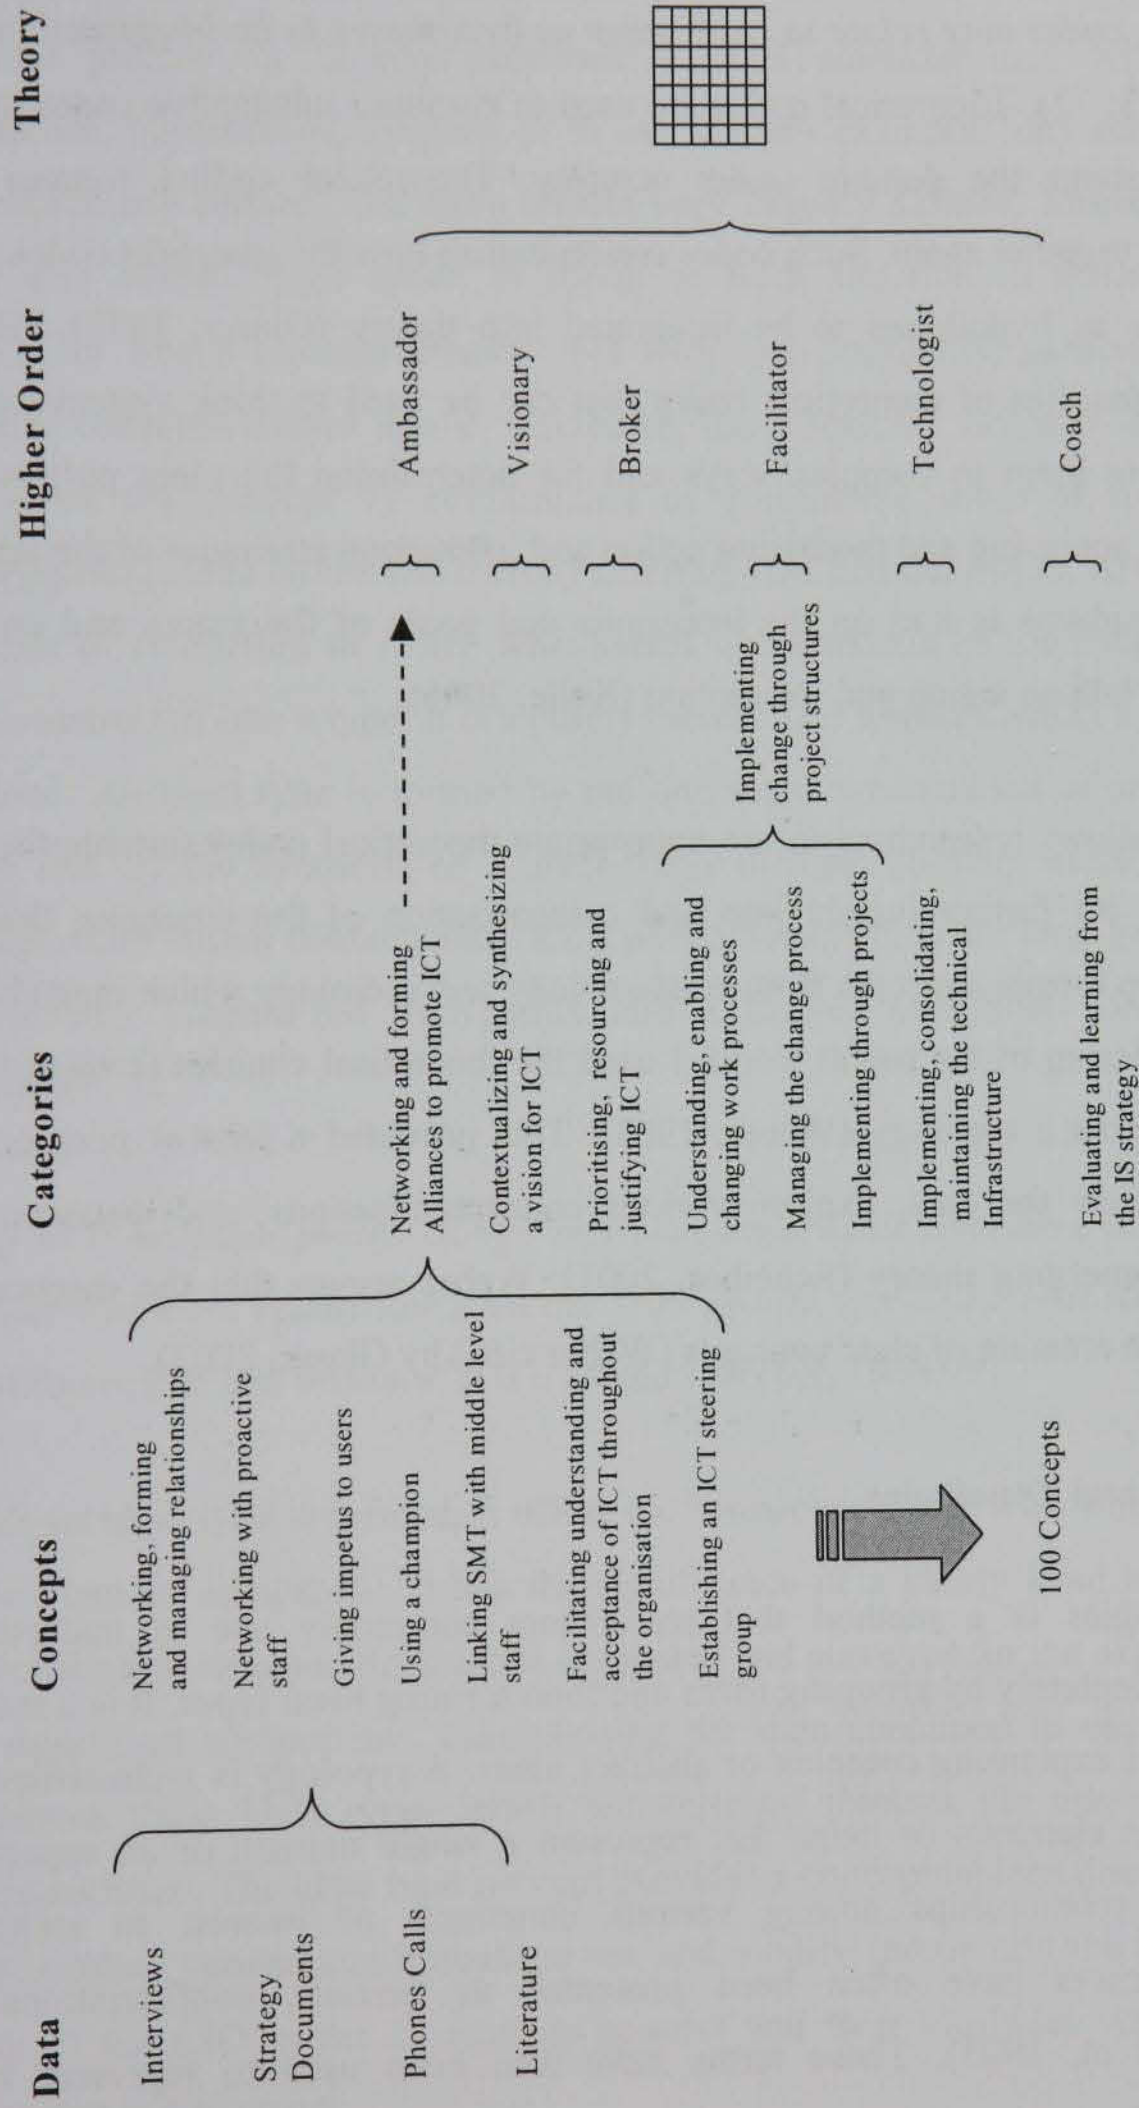 Data
Concepts
Categories
Higher Order
Theory
Interviews
Strategy
Documents
Phones Calls
Literature
Networking, forming
and managing relationships
Networking with proactive
staff
Giving impetus to users
Using a champion
Linking SMT with middle level
staff
Facilitating understanding and
acceptance of ICT throughout
the organisation
Establishing an ICT steering
group
100 Concepts
Networking and forming
Alliances to promote ICT
Contextualizing and synthesizing
a vision for ICT
Prioritising, resourcing and
justifying ICT
Understanding, enabling and
changing work processes
Managing the change process
Implementing through projects
Implementing, consolidating,
maintaining the technical
Infrastructure
Evaluating and learning from
the IS strategy
Implementing
change through
project structures
Ambassador
Visionary
Broker
Facilitator
Technologist
Coach